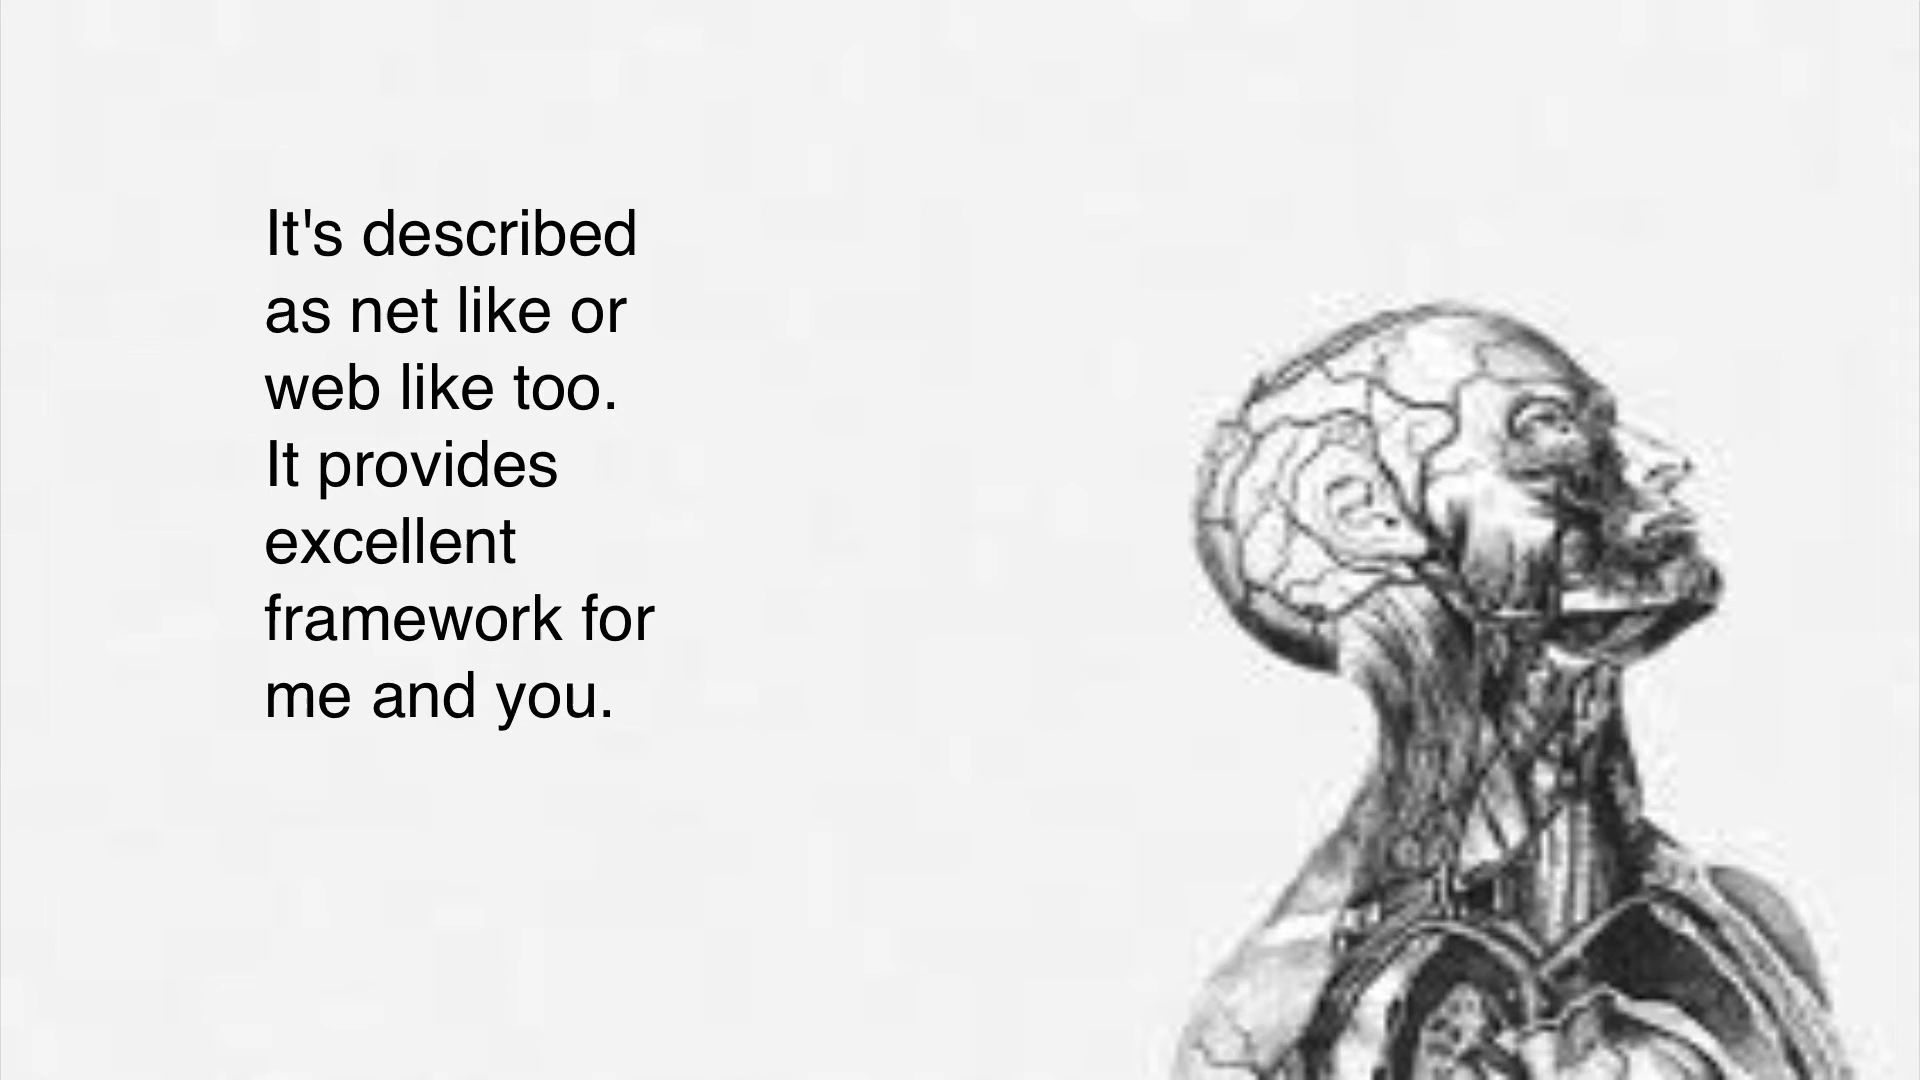 It's described
as net like or
web like too.
It provides
excellent
framework for
me and you.